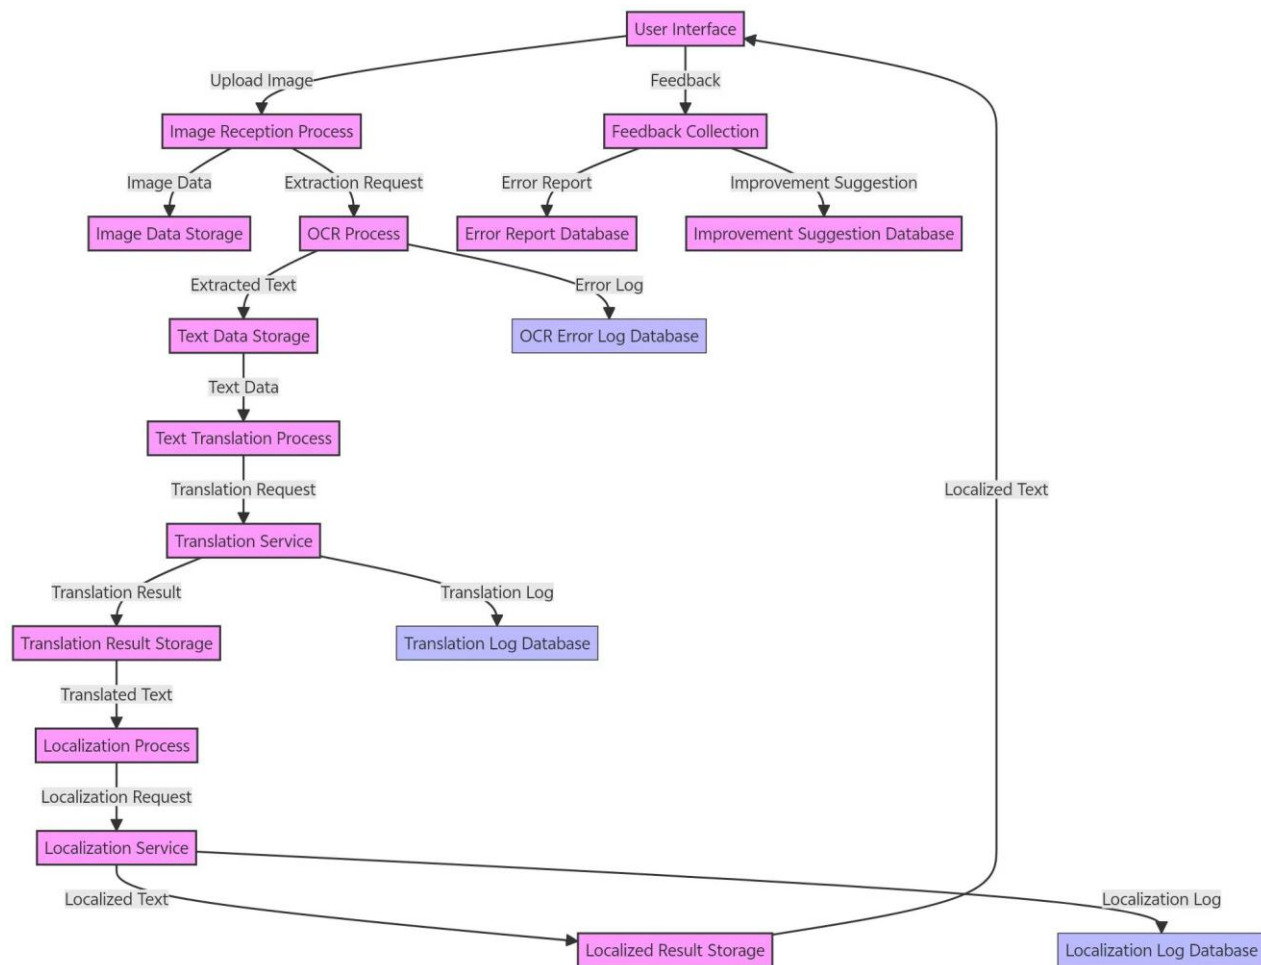 User Interface
Upload Image
Feedback
Image Reception Process
Feedback Collection
Image Data
Extraction Request
Error Report
Improvement Suggestion
Image Data Storage
OCR Process
Error Report Database
Improvement Suggestion Database
Extracted Text
Error Log
Text Data Storage
OCR Error Log Database
Text Data
Text Translation Process
Translation Request
Localized Text
Translation Service
Translation Result
Translation Log
Translation Result Storage
Translation Log Database
Translated Text
Localization Process
Localization Request
Localization Service
Localized Text
Localization Log
Localized Result Storage
Localization Log Database